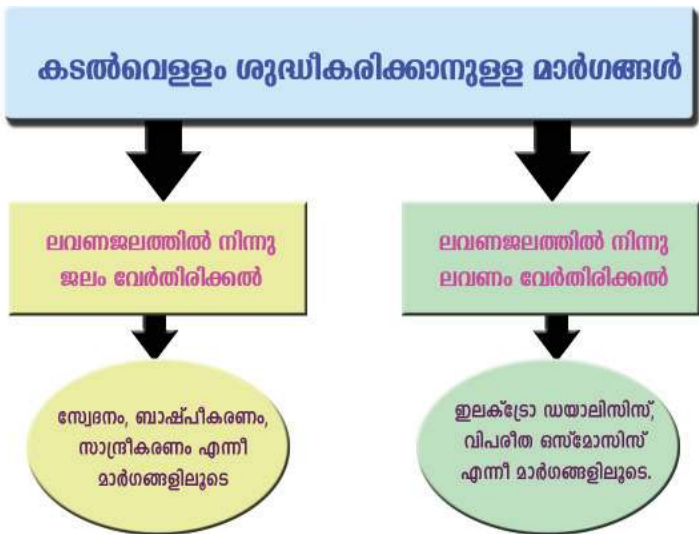 കടൽവെള്ളം ശുദ്ധീകരിക്കാനുള്ള മാർഗങ്ങൾ
ലവണജലത്തിൽ നിന്നു
ജലം വേർതിരിക്കൽ
സ്വേദനം, ബാഷ്പീകരണം,
സാന്ദ്രീകരണം എന്നീ
മാർഗങ്ങളിലൂടെ
ലവണജലത്തിൽ നിന്നു
ലവണം വേർതിരിക്കൽ
ഇലക്ട്രോ ഡയാലിസിസ്,
വിപരീത ഒസ്മോസിസ്
എന്നീ മാർഗങ്ങളിലൂടെ.